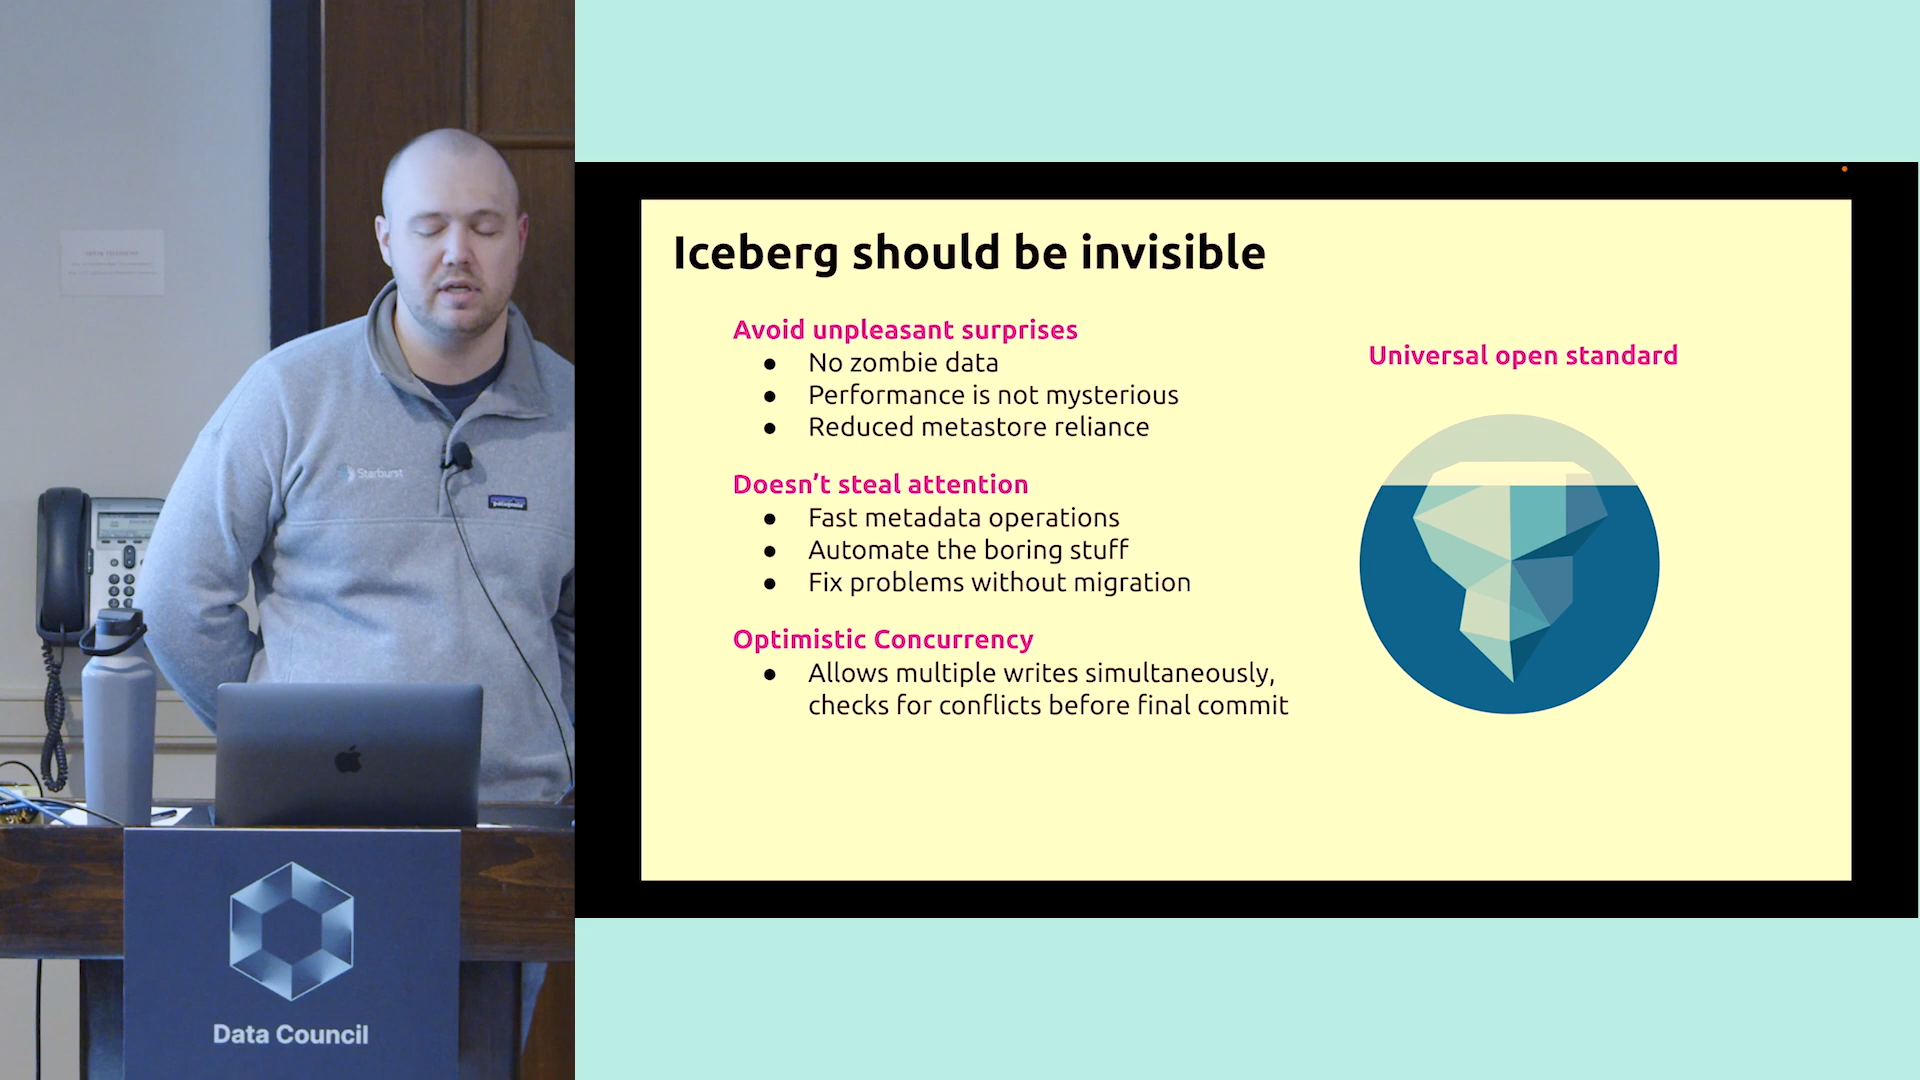 Starburst
patagonia
Data Council
Iceberg should be invisible
Avoid unpleasant surprises
● No zombie data
● Performance is not mysterious
● Reduced metastore reliance
Doesn’t steal attention
● Fast metadata operations
● Automate the boring stuff
● Fix problems without migration
Optimistic Concurrency
● Allows multiple writes simultaneously,
checks for conflicts before final commit
Universal open standard